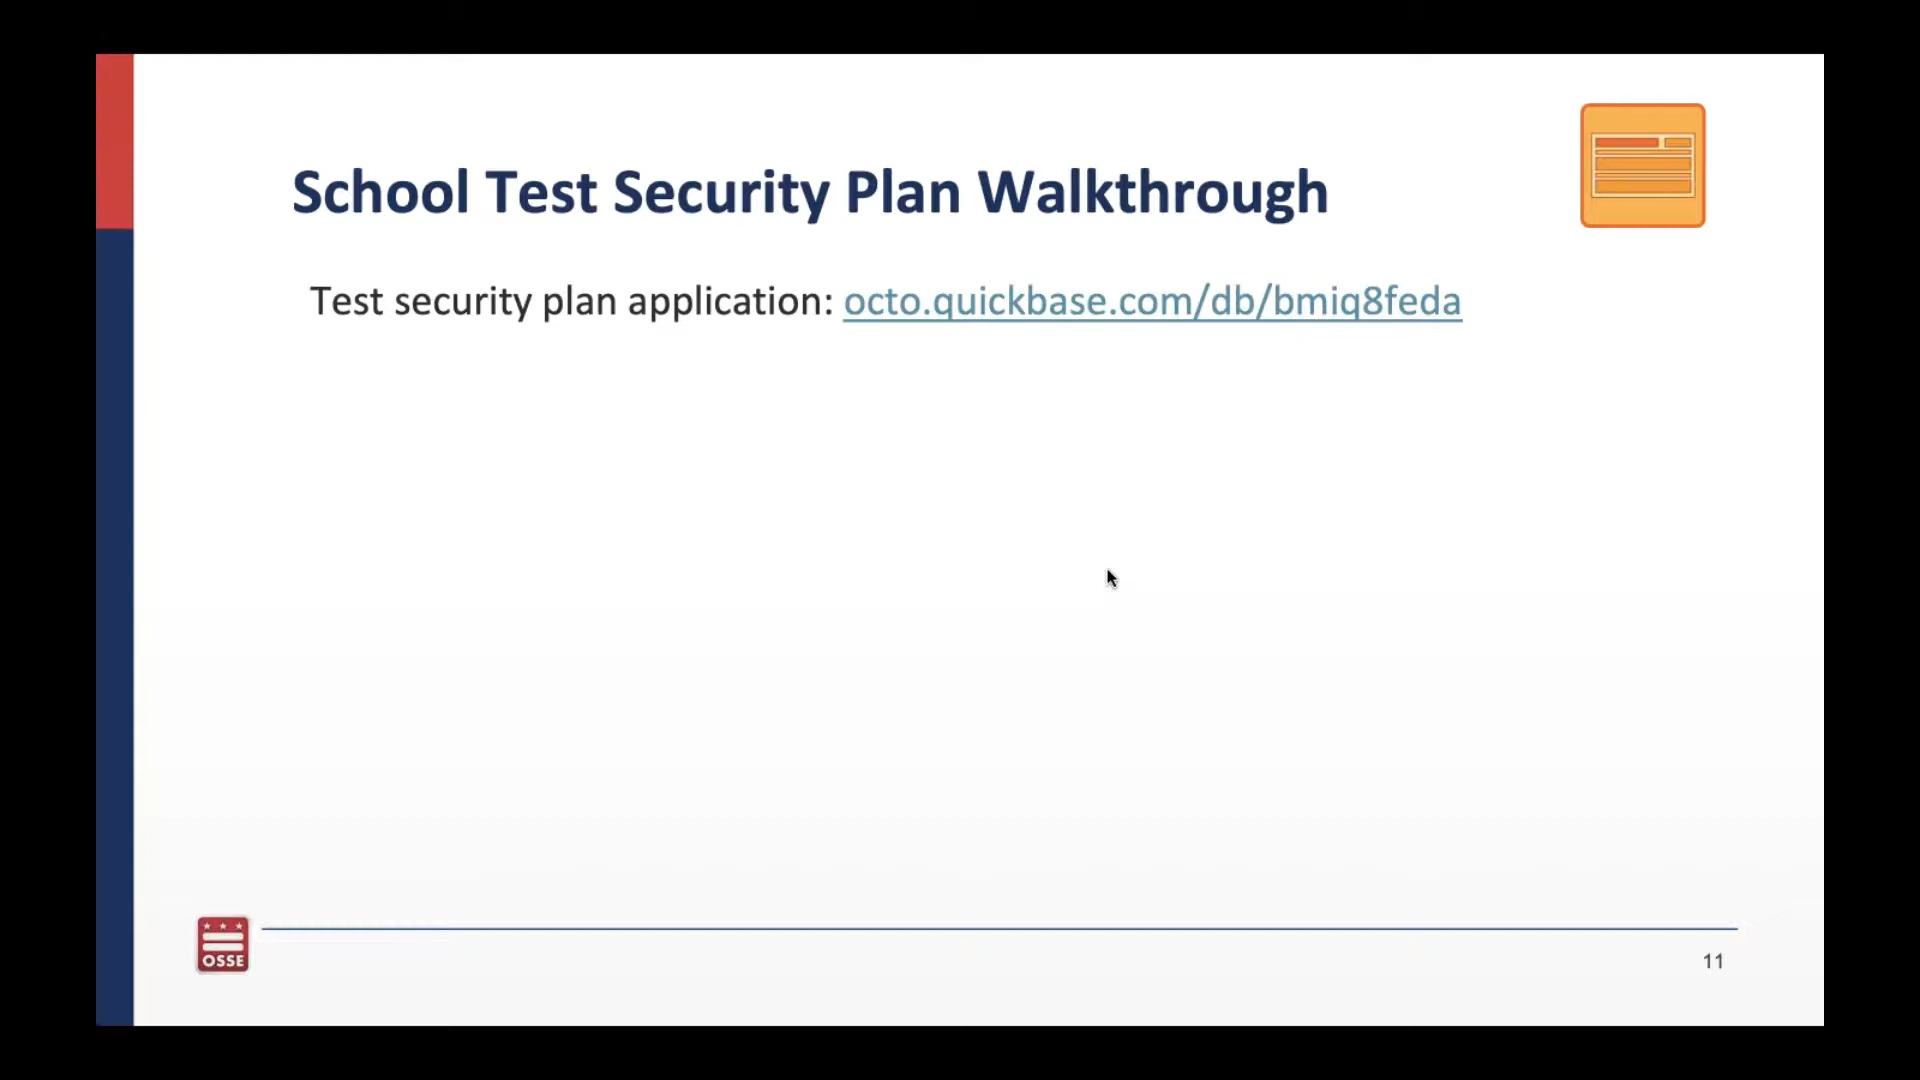 School Test Security Plan Walkthrough
Test security plan application: octo.quickbase.com/db/bmiq8feda
OSSE
11